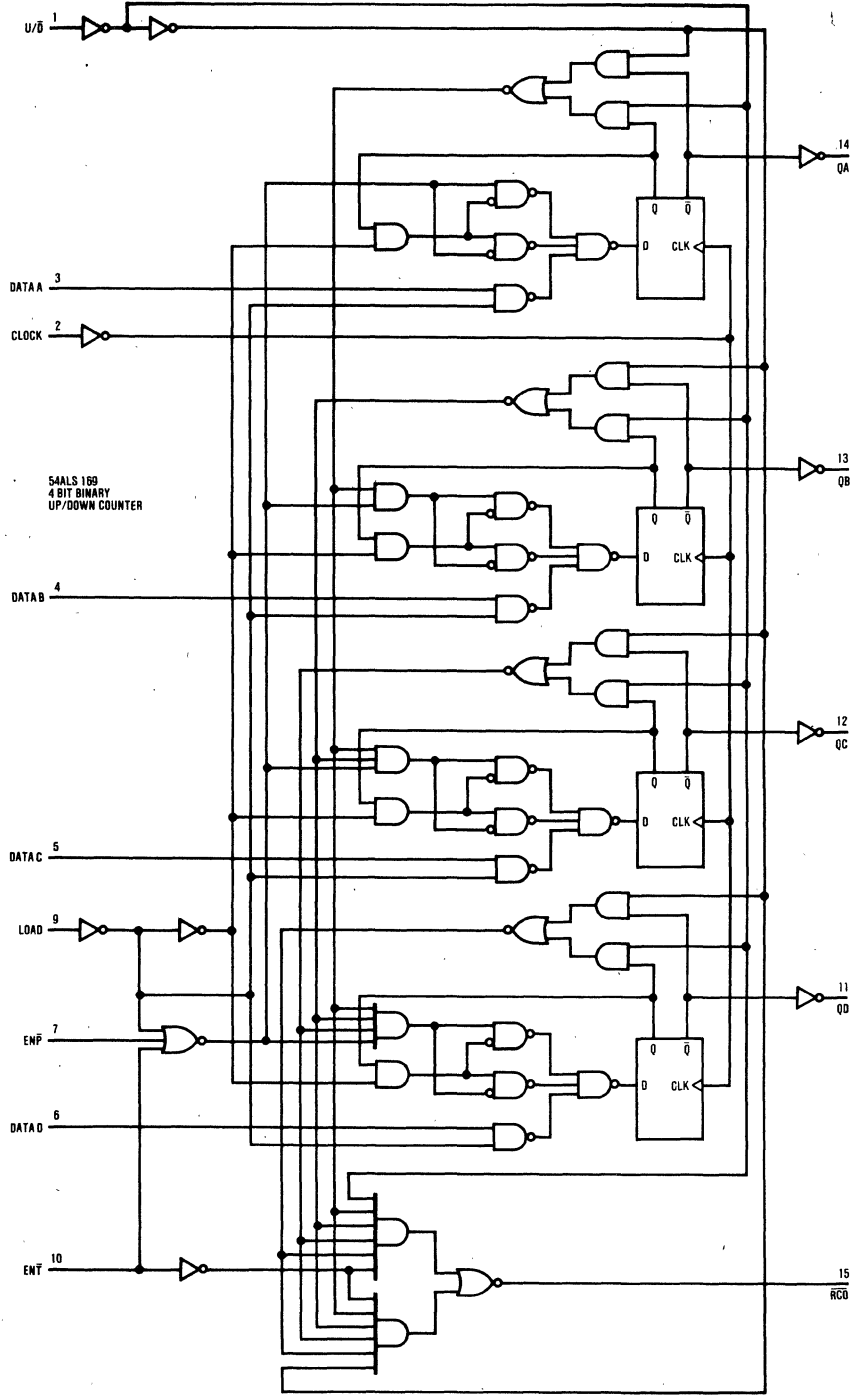 1
U/D̅
14
QA
Q Q̅
D CLK
3
DATA A
2
CLOCK
13
QB
54ALS 169
4 BIT BINARY
UP/DOWN COUNTER
Q Q̅
D CLK
4
DATA B
12
QC
Q Q̅
D CLK
5
DATA C
9
LOAD
11
QD
7
ENP̅
Q Q̅
D CLK
6
DATA D
10
ENT̅
15
R̅C̅O̅